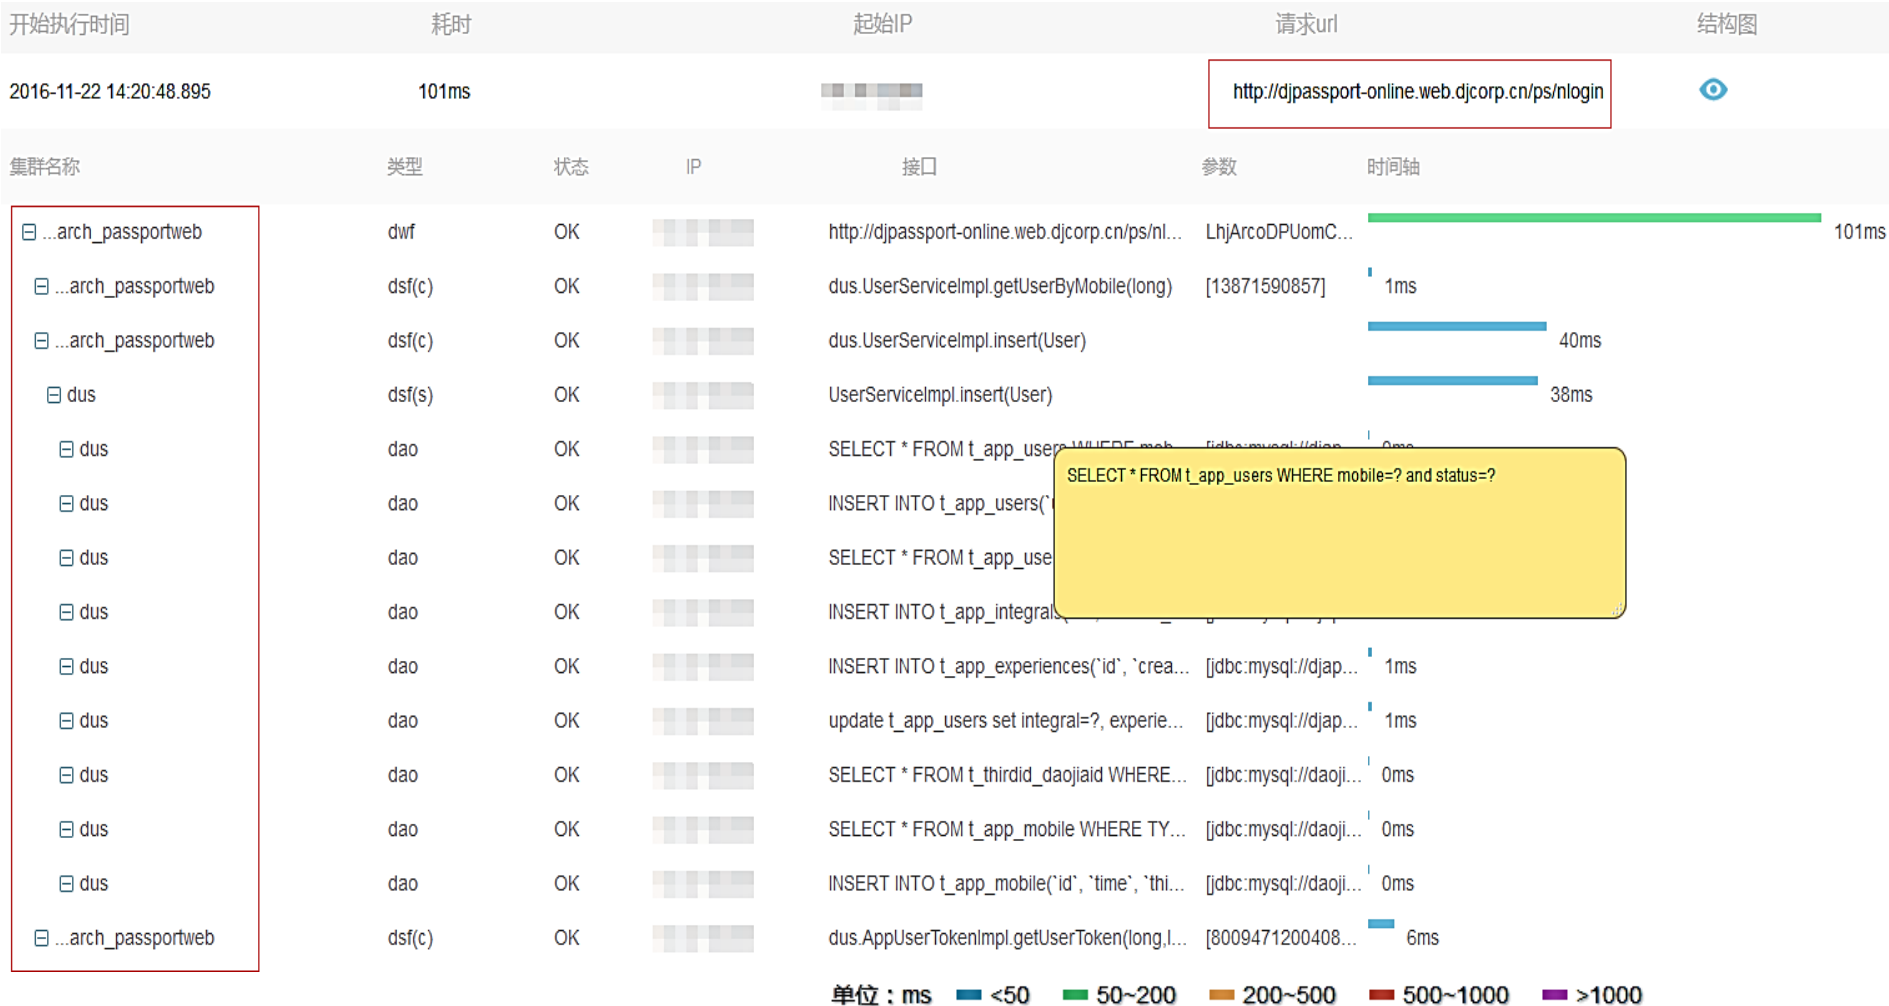 开始执行时间 耗时 起始IP 请求url 结构图
2016-11-22 14:20:48.895 101ms http://djpassport-online.web.djcorp.cn/ps/nlogin
集群名称 类型 状态 IP 接口 参数 时间轴
...arch_passportweb dwf OK http://djpassport-online.web.djcorp.cn/ps/nl... LhjArcoDPUomC... 101ms
...arch_passportweb dsf(c) OK dus.UserServiceImpl.getUserByMobile(long) [13871590857] 1ms
...arch_passportweb dsf(c) OK dus.UserServiceImpl.insert(User) 40ms
dus dsf(s) OK UserServiceImpl.insert(User) 38ms
dus dao OK SELECT * FROM t_app_users WHERE mob... [jdbc:mysql://djap... 0ms
SELECT * FROM t_app_users WHERE mobile=? and status=?
dus dao OK INSERT INTO t_app_users(`
dus dao OK SELECT * FROM t_app_use
dus dao OK INSERT INTO t_app_integrals
dus dao OK INSERT INTO t_app_experiences(`id`, `crea... [jdbc:mysql://djap... 1ms
dus dao OK update t_app_users set integral=?, experie... [jdbc:mysql://djap... 1ms
dus dao OK SELECT * FROM t_thirdid_daojiaid WHERE... [jdbc:mysql://daoji... 0ms
dus dao OK SELECT * FROM t_app_mobile WHERE TY... [jdbc:mysql://daoji... 0ms
dus dao OK INSERT INTO t_app_mobile(`id`, `time`, `thi... [jdbc:mysql://daoji... 0ms
...arch_passportweb dsf(c) OK dus.AppUserTokenImpl.getUserToken(long,l... [8009471200408... 6ms
单位：ms <50 50~200 200~500 500~1000 >1000